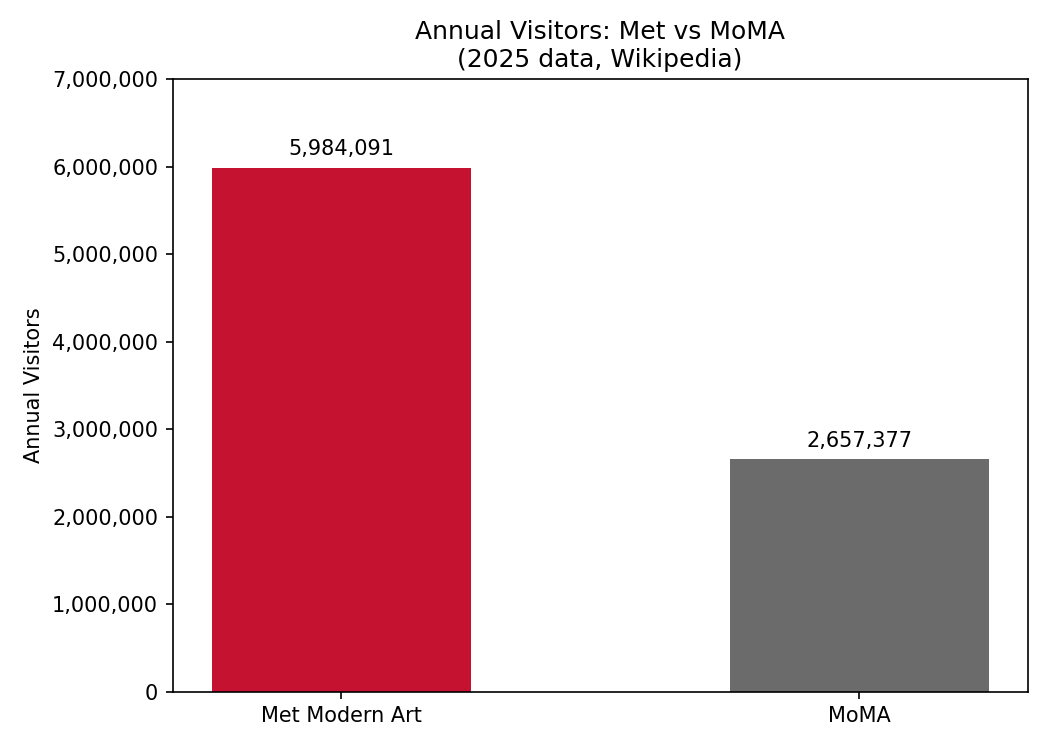 Annual Visitors: Met vs MoMA
(2025 data, Wikipedia)
7,000,000
6,000,000
5,000,000
4,000,000
3,000,000
2,000,000
1,000,000
0
Annual Visitors
5,984,091
2,657,377
Met Modern Art
MoMA